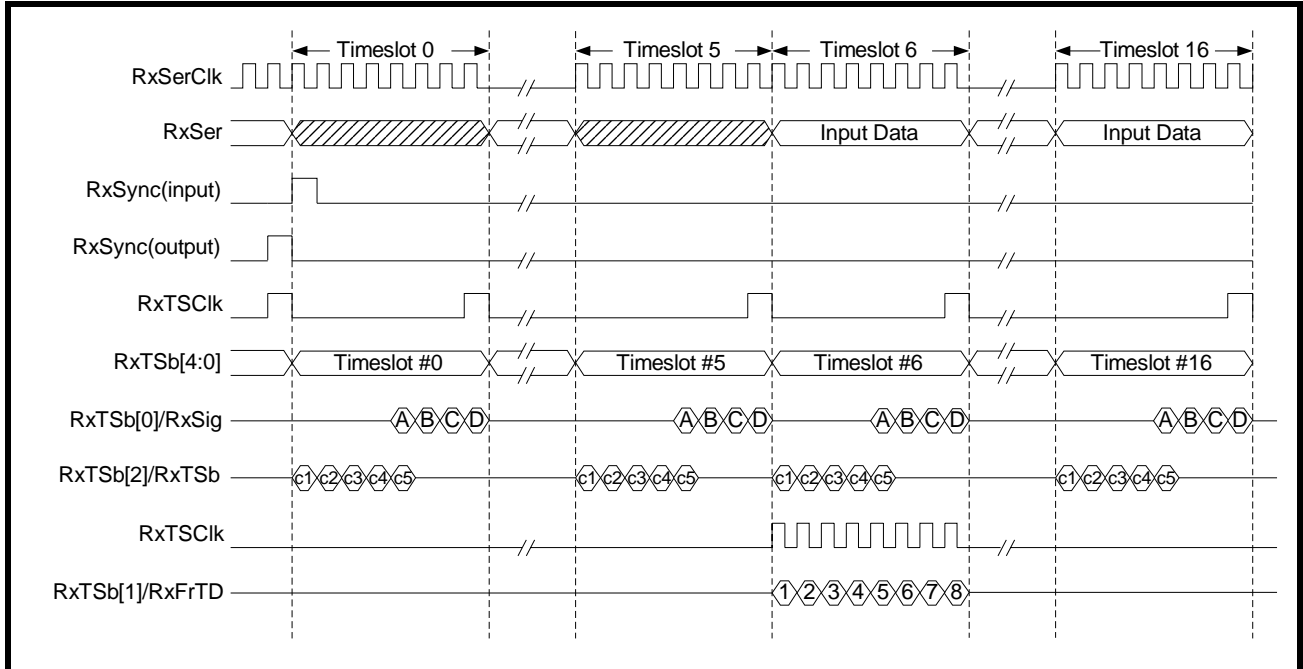 Timeslot 0 Timeslot 5 Timeslot 6 Timeslot 16
RxSerClk
RxSer Input Data Input Data
RxSync(input)
RxSync(output)
RxTSClk
RxTSb[4:0] Timeslot #0 Timeslot #5 Timeslot #6 Timeslot #16
RxTSb[0]/RxSig A B C D A B C D A B C D A B C D
RxTSb[2]/RxTSb c1 c2 c3 c4 c5 c1 c2 c3 c4 c5 c1 c2 c3 c4 c5 c1 c2 c3 c4 c5
RxTSClk
RxTSb[1]/RxFrTD 1 2 3 4 5 6 7 8